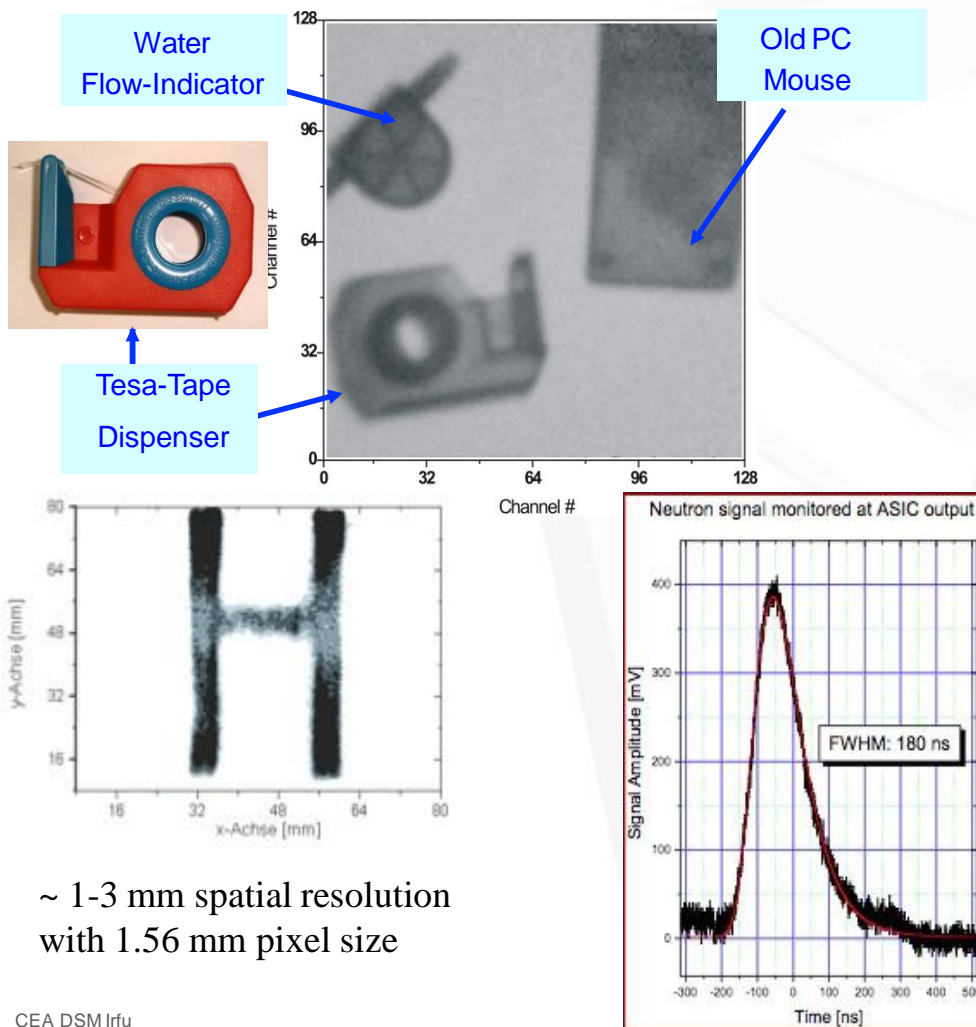 Water
Flow-Indicator
Old PC
Mouse
Tesa-Tape
Dispenser
128
96
64
32
0
Channel #
0 32 64 96 128
Channel #
80
64
48
32
16
y-Achse [mm]
16 32 48 64 80
x-Achse [mm]
Neutron signal monitored at ASIC output
400
300
200
100
0
Signal Amplitude [mV]
FWHM: 180 ns
-300 -200 -100 0 100 200 300 400
Time [ns]
~ 1-3 mm spatial resolution
with 1.56 mm pixel size
CEA DSM Irfu